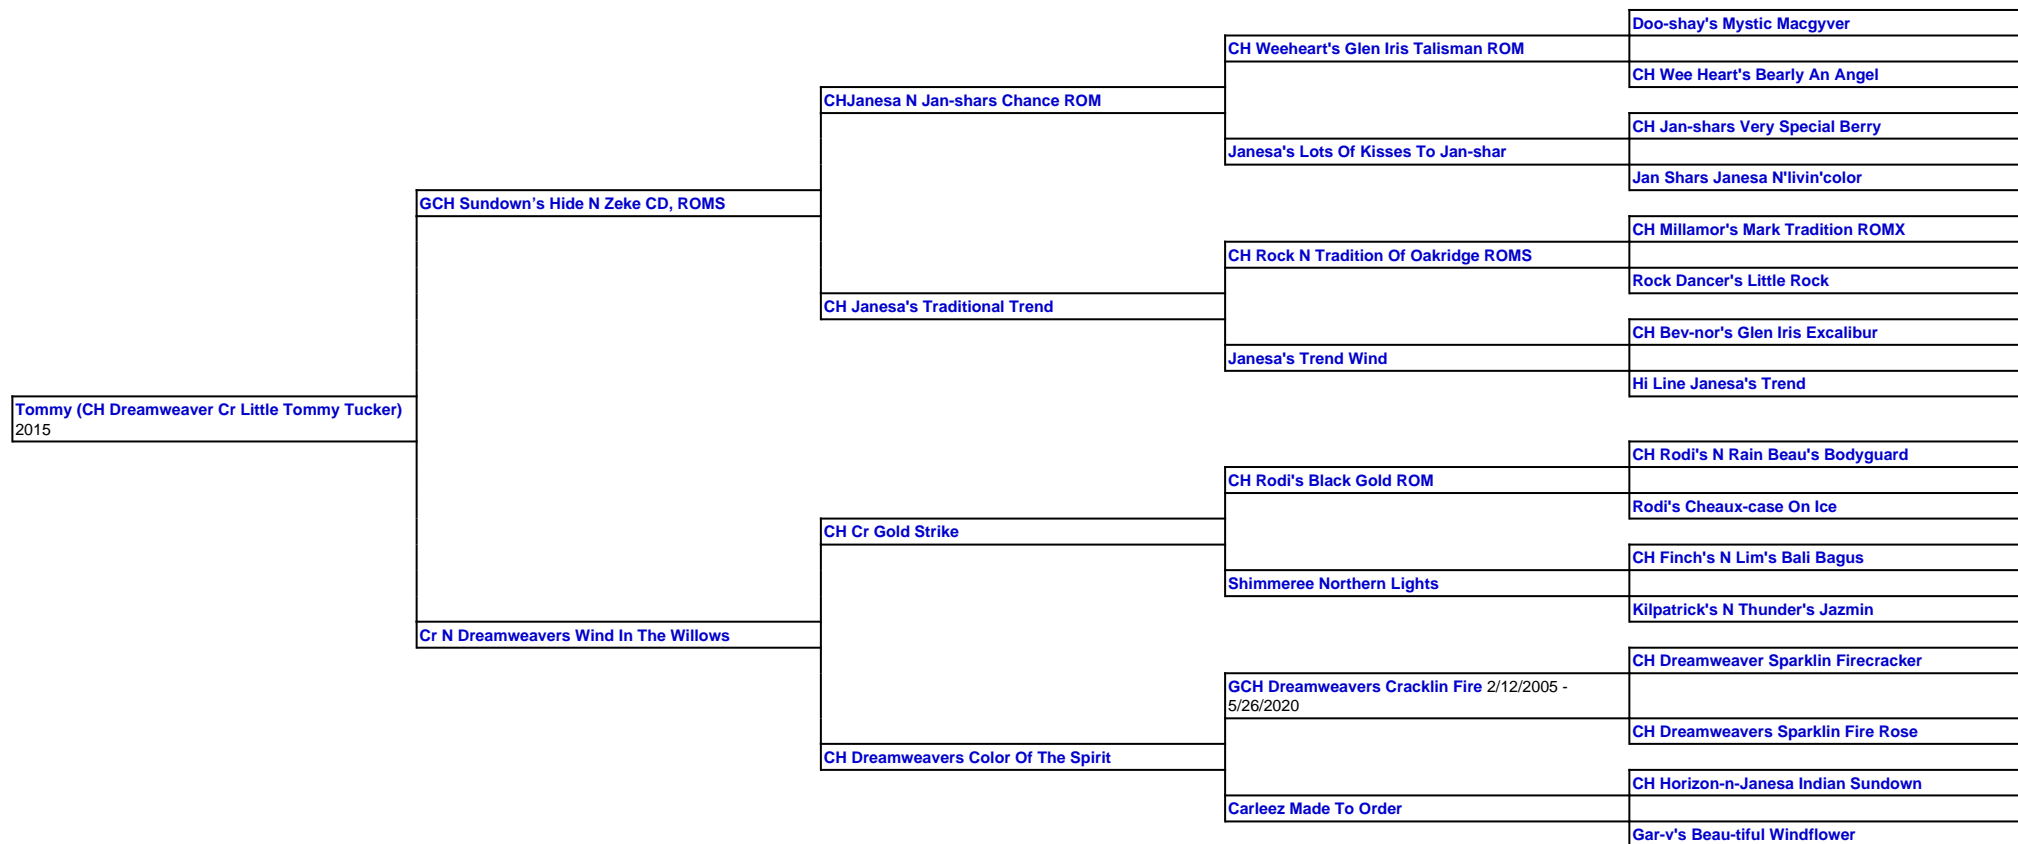 Doo-shay's Mystic Macgyver
CH Weeheart's Glen Iris Talisman ROM
CH Wee Heart's Bearly An Angel
CHJanesa N Jan-shars Chance ROM
CH Jan-shars Very Special Berry
Janesa's Lots Of Kisses To Jan-shar
Jan Shars Janesa N'livin'color
GCH Sundown’s Hide N Zeke CD, ROMS
CH Millamor's Mark Tradition ROMX
CH Rock N Tradition Of Oakridge ROMS
Rock Dancer's Little Rock
CH Janesa's Traditional Trend
CH Bev-nor's Glen Iris Excalibur
Janesa's Trend Wind
Hi Line Janesa's Trend
Tommy (CH Dreamweaver Cr Little Tommy Tucker)
2015
CH Rodi's N Rain Beau's Bodyguard
CH Rodi's Black Gold ROM
Rodi's Cheaux-case On Ice
CH Cr Gold Strike
CH Finch's N Lim's Bali Bagus
Shimmeree Northern Lights
Kilpatrick's N Thunder's Jazmin
Cr N Dreamweavers Wind In The Willows
CH Dreamweaver Sparklin Firecracker
GCH Dreamweavers Cracklin Fire 2/12/2005 -
5/26/2020
CH Dreamweavers Sparklin Fire Rose
CH Dreamweavers Color Of The Spirit
CH Horizon-n-Janesa Indian Sundown
Carleez Made To Order
Gar-v's Beau-tiful Windflower